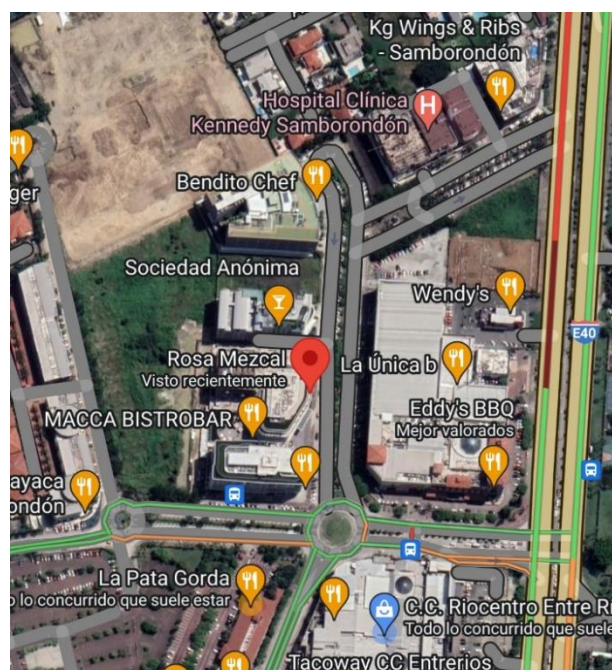 Kg Wings & Ribs
- Samborondón
Hospital Clínica
Kennedy Samborondón
H
ger
Bendito Chef
Sociedad Anónima
Wendy's
E40
Rosa Mezcal
Visto recientemente
La Única b
MACCA BISTROBAR
Eddy's BBQ
Mejor valorados
ayaca
ondón
La Pata Gorda
o lo concurrido que suele estar
C.C. Riocentro Entre R
Todo lo concurrido que suele
Tacoway CC Entrerios